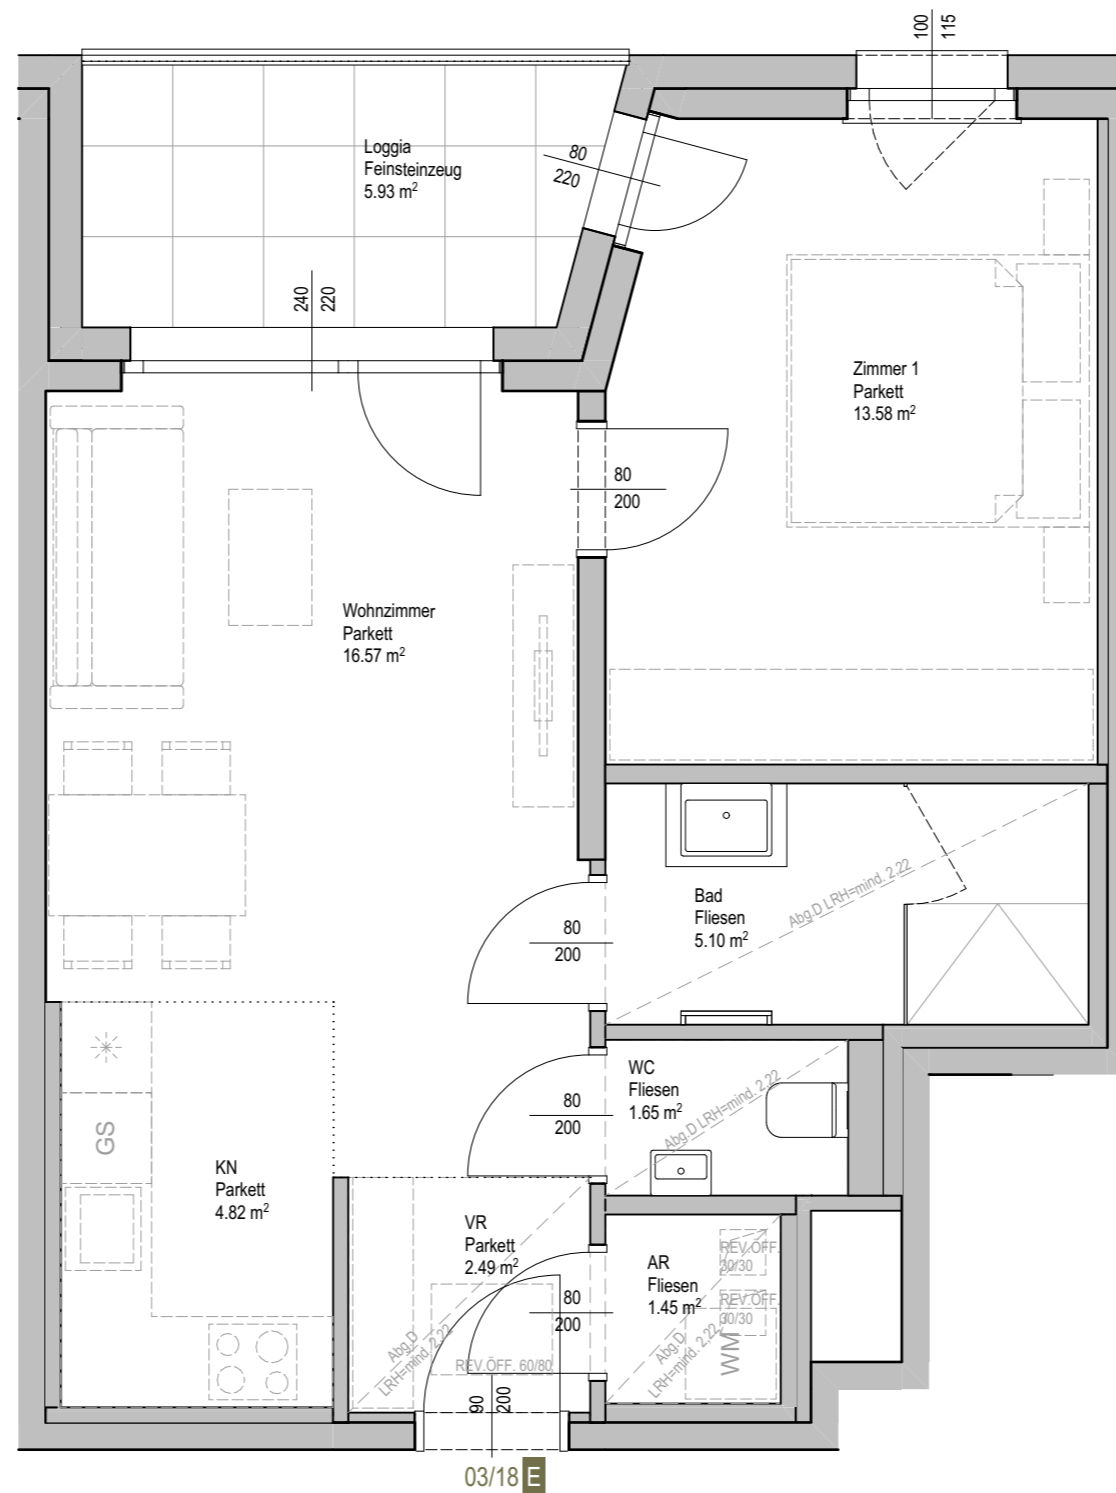 100
115
Loggia
Feinsteinzeug
5.93 m²
80
220
240
220
Zimmer 1
Parkett
13.58 m²
80
200
Wohnzimmer
Parkett
16.57 m²
Bad
Fliesen
5.10 m²
Abg.D LRH=mind. 2,22
80
200
WC
Fliesen
1.65 m²
Abg.D LRH=mind. 2,22
80
200
GS
KN
Parkett
4.82 m²
VR
Parkett
2.49 m²
Abg.D
LRH=mind. 2,22
REV.ÖFF. 60/80
80
200
AR
Fliesen
1.45 m²
REV.ÖFF.
30/30
REV.ÖFF.
30/30
Abg.D
LRH=mind. 2,22
WM
90
200
03/18 E